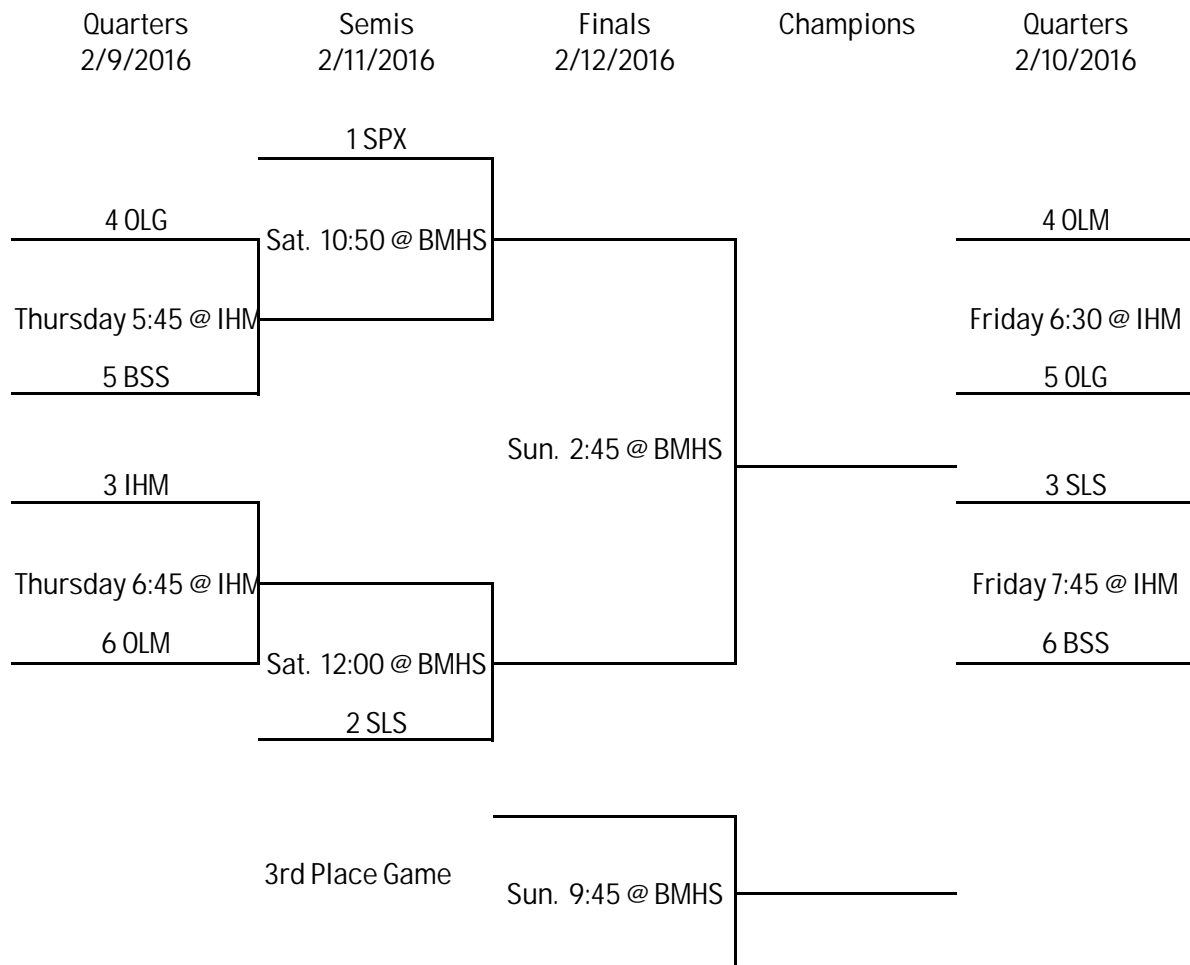 Quarters Semis Finals Champions Quarters
2/9/2016 2/11/2016 2/12/2016 2/10/2016
1 SPX
4 OLG 4 OLM
Sat. 10:50 @ BMHS
Thursday 5:45 @ IHM Friday 6:30 @ IHM
5 BSS 5 OLG
Sun. 2:45 @ BMHS
3 IHM 3 SLS
Thursday 6:45 @ IHM Friday 7:45 @ IHM
6 OLM 6 BSS
Sat. 12:00 @ BMHS
2 SLS
3rd Place Game
Sun. 9:45 @ BMHS